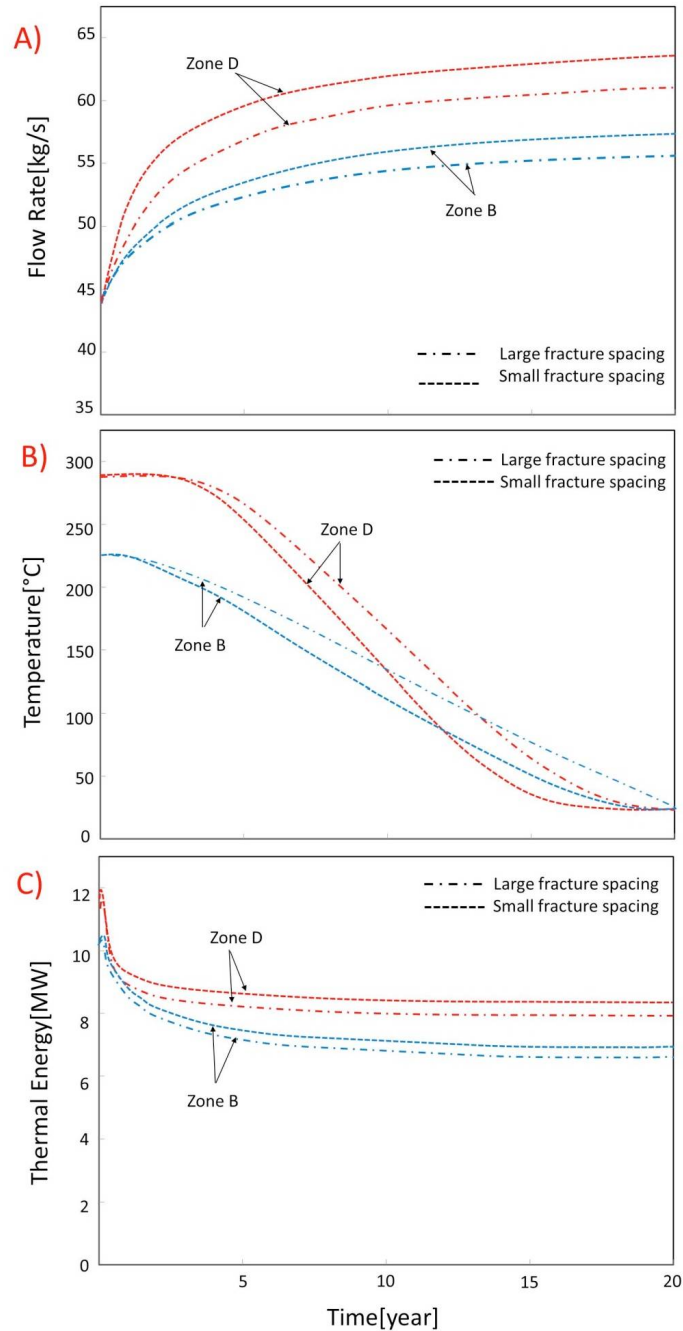 A)
65
60
55
50
45
40
35
Flow Rate[kg/s]
Zone D
Zone B
Large fracture spacing
Small fracture spacing
B)
300
250
200
150
100
50
0
Temperature[°C]
Large fracture spacing
Small fracture spacing
Zone D
Zone B
C)
12
10
8
6
4
2
0
Thermal Energy[MW]
Large fracture spacing
Small fracture spacing
Zone D
Zone B
5
10
15
20
Time[year]